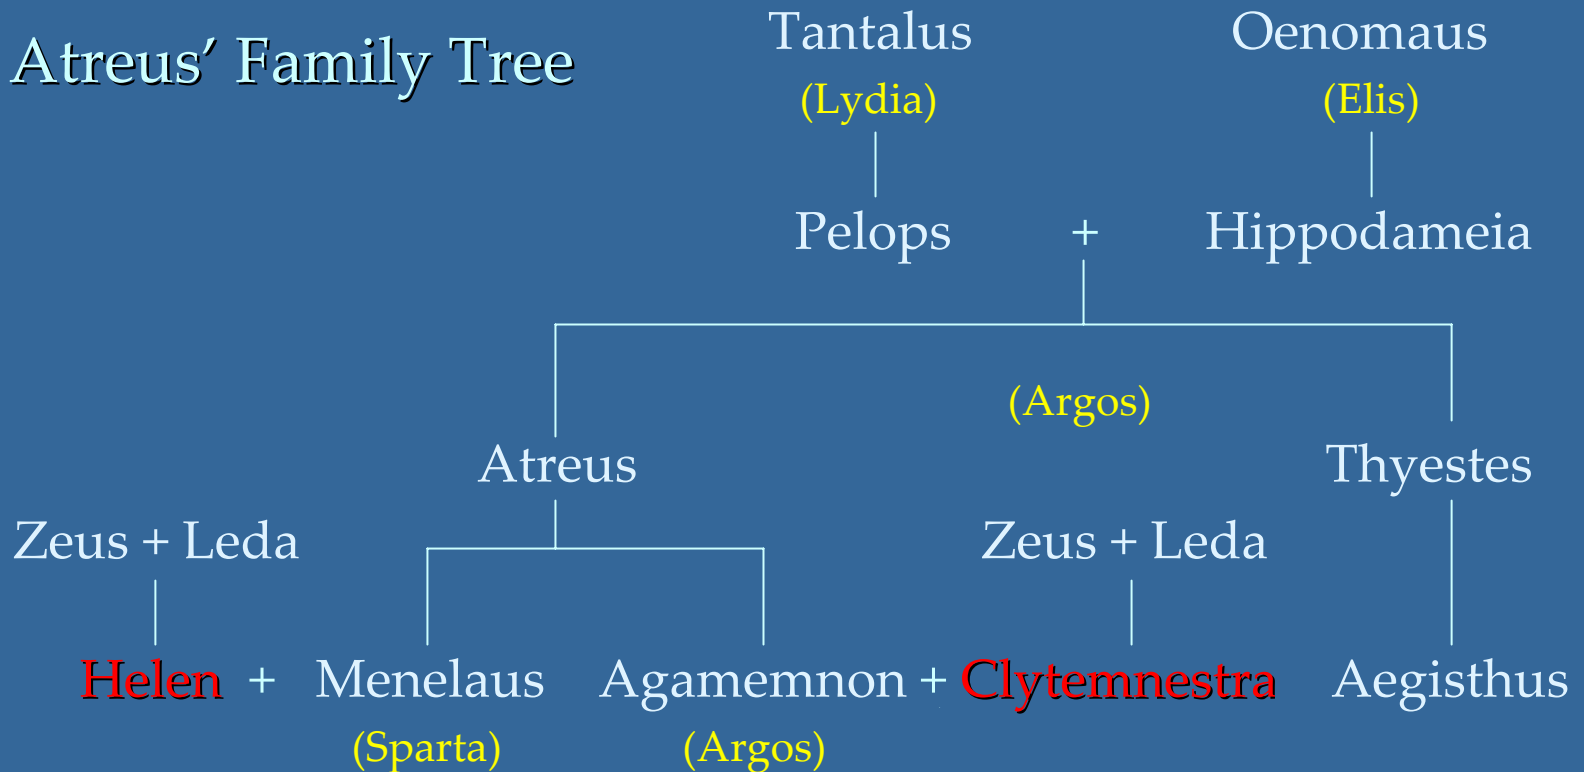 Atreus’ Family Tree
Tantalus Oenomaus
(Lydia) (Elis)
Pelops + Hippodameia
(Argos)
Atreus Thyestes
Zeus + Leda Zeus + Leda
Helen + Menelaus Agamemnon + Clytemnestra Aegisthus
(Sparta) (Argos)